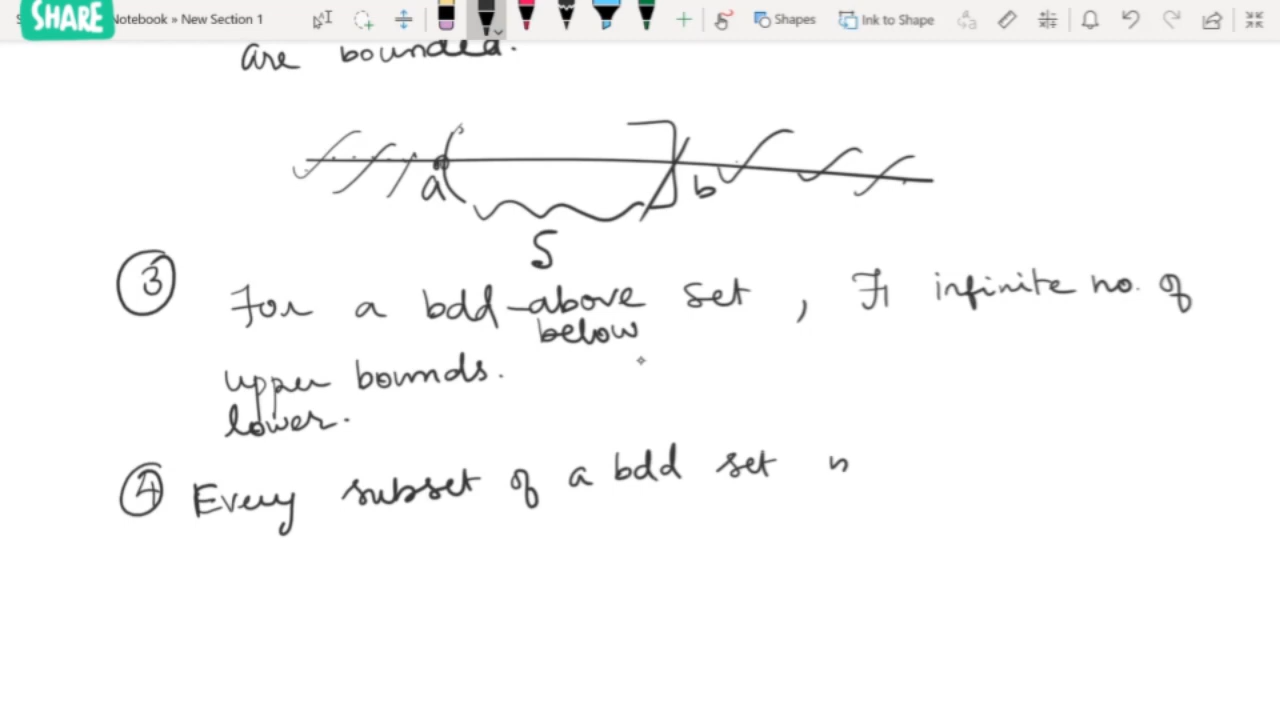 SHARE
Notebook » New Section 1
Shapes
Ink to Shape
are bounded.
a
b
S
③ For a bdd above set, ∃ infinite no. of
below
upper bounds.
lower.
④ Every subset of a bdd set